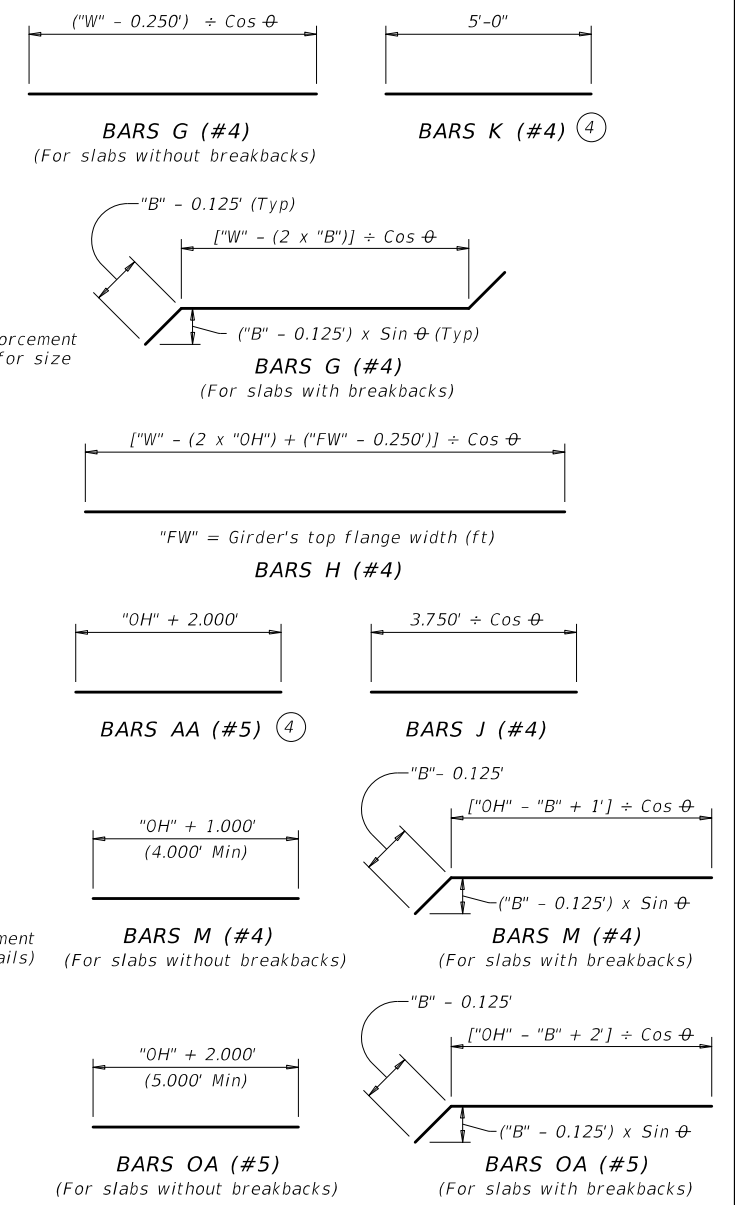 ("W" - 0.250') ÷ Cos θ
5'-0"
BARS G (#4)
(For slabs without breakbacks)
BARS K (#4) 4
"B" - 0.125' (Typ)
["W" - (2 x "B")] ÷ Cos θ
("B" - 0.125') x Sin θ (Typ)
orcement
for size
BARS G (#4)
(For slabs with breakbacks)
["W" - (2 x "OH") + ("FW" - 0.250')] ÷ Cos θ
"FW" = Girder's top flange width (ft)
BARS H (#4)
"OH" + 2.000'
3.750' ÷ Cos θ
BARS AA (#5) 4
BARS J (#4)
"B"- 0.125'
["OH" - "B" + 1'] ÷ Cos θ
"OH" + 1.000'
(4.000' Min)
("B" - 0.125') x Sin θ
ment
ails)
BARS M (#4)
(For slabs without breakbacks)
BARS M (#4)
(For slabs with breakbacks)
"B" - 0.125'
["OH" - "B" + 2'] ÷ Cos θ
"OH" + 2.000'
(5.000' Min)
("B" - 0.125') x Sin θ
BARS OA (#5)
(For slabs without breakbacks)
BARS OA (#5)
(For slabs with breakbacks)